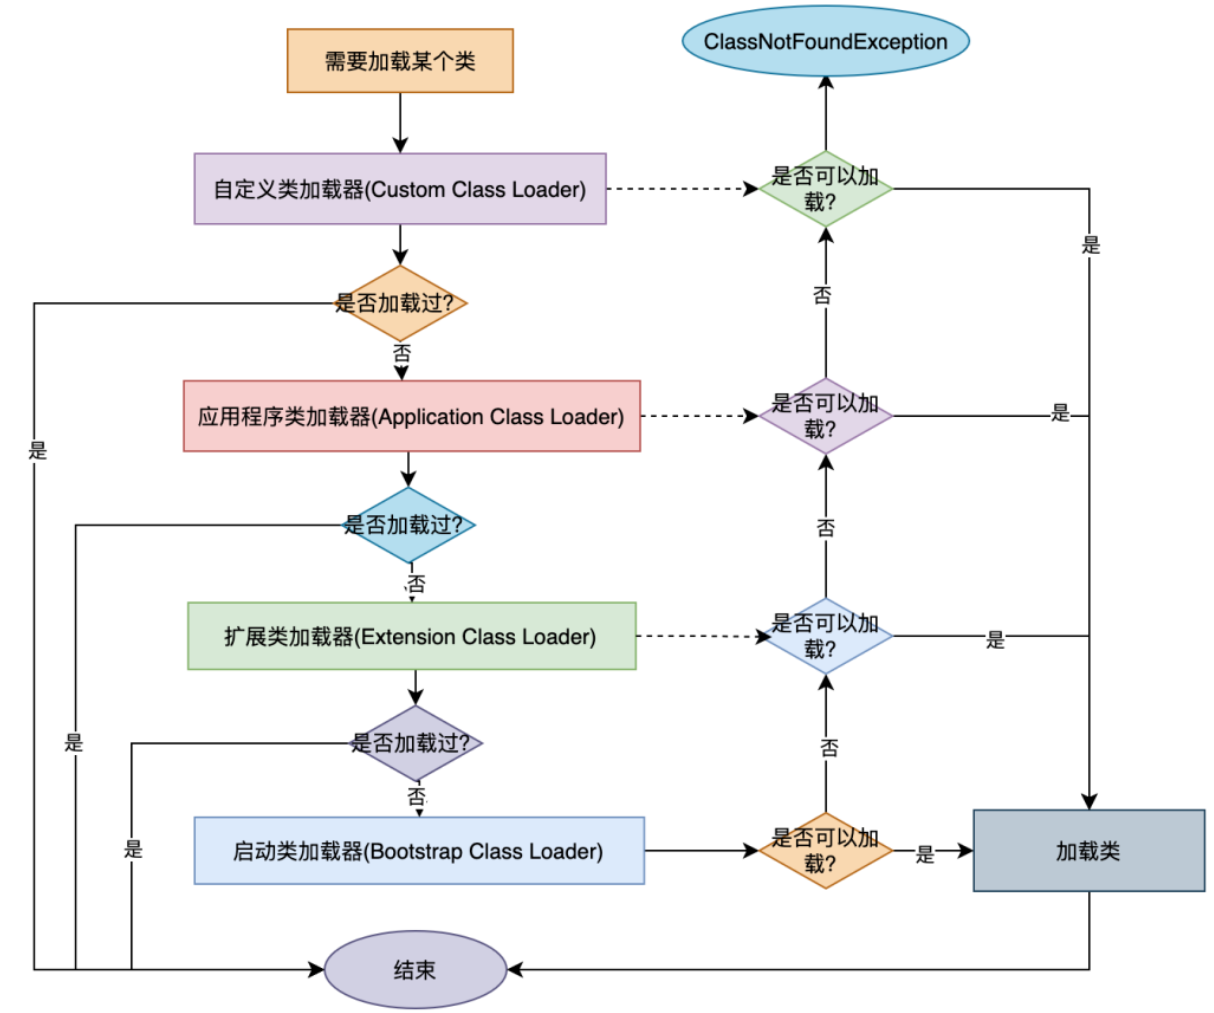 需要加载某个类
ClassNotFoundException
自定义类加载器(Custom Class Loader)
是否可以加
载?
是
是否加载过?
否
否
是
应用程序类加载器(Application Class Loader)
是否可以加
载?
是
是否加载过?
否
否
是
扩展类加载器(Extension Class Loader)
是否可以加
载?
是
是否加载过?
否
否
是
启动类加载器(Bootstrap Class Loader)
是否可以加
载?
是
加载类
结束